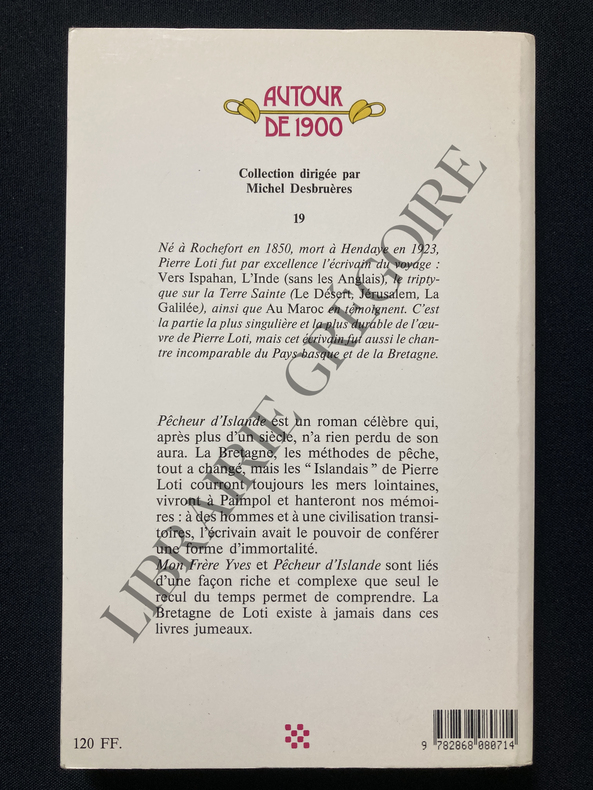 AUTOUR
DE 1900
Collection dirigée par
Michel Desbruères
19
Né à Rochefort en 1850, mort à Hendaye en 1923,
Pierre Loti fut par excellence l'écrivain du voyage :
Vers Ispahan, L'Inde (sans les Anglais), le tripty-
que sur la Terre Sainte (Le Désert, Jérusalem, La
Galilée), ainsi que Au Maroc en témoignent. C'est
la partie la plus singulière et la plus durable de l'œu-
vre de Pierre Loti, mais cet écrivain fut aussi le chan-
tre incomparable du Pays basque et de la Bretagne.
Pêcheur d'Islande est un roman célèbre qui,
après plus d'un siècle, n'a rien perdu de son
aura. La Bretagne, les méthodes de pêche,
tout a changé, mais les “Islandais” de Pierre
Loti courront toujours les mers lointaines,
vivront à Paimpol et hanteront nos mémoi-
res : à des hommes et à une civilisation transi-
toires, l'écrivain avait le pouvoir de conférer
une forme d'immortalité.
Mon Frère Yves et Pêcheur d'Islande sont liés
d'une façon riche et complexe que seul le
recul du temps permet de comprendre. La
Bretagne de Loti existe à jamais dans ces
livres jumeaux.
120 FF.
9 782868 080714
LIBRAIRIE GRÉGOIRE